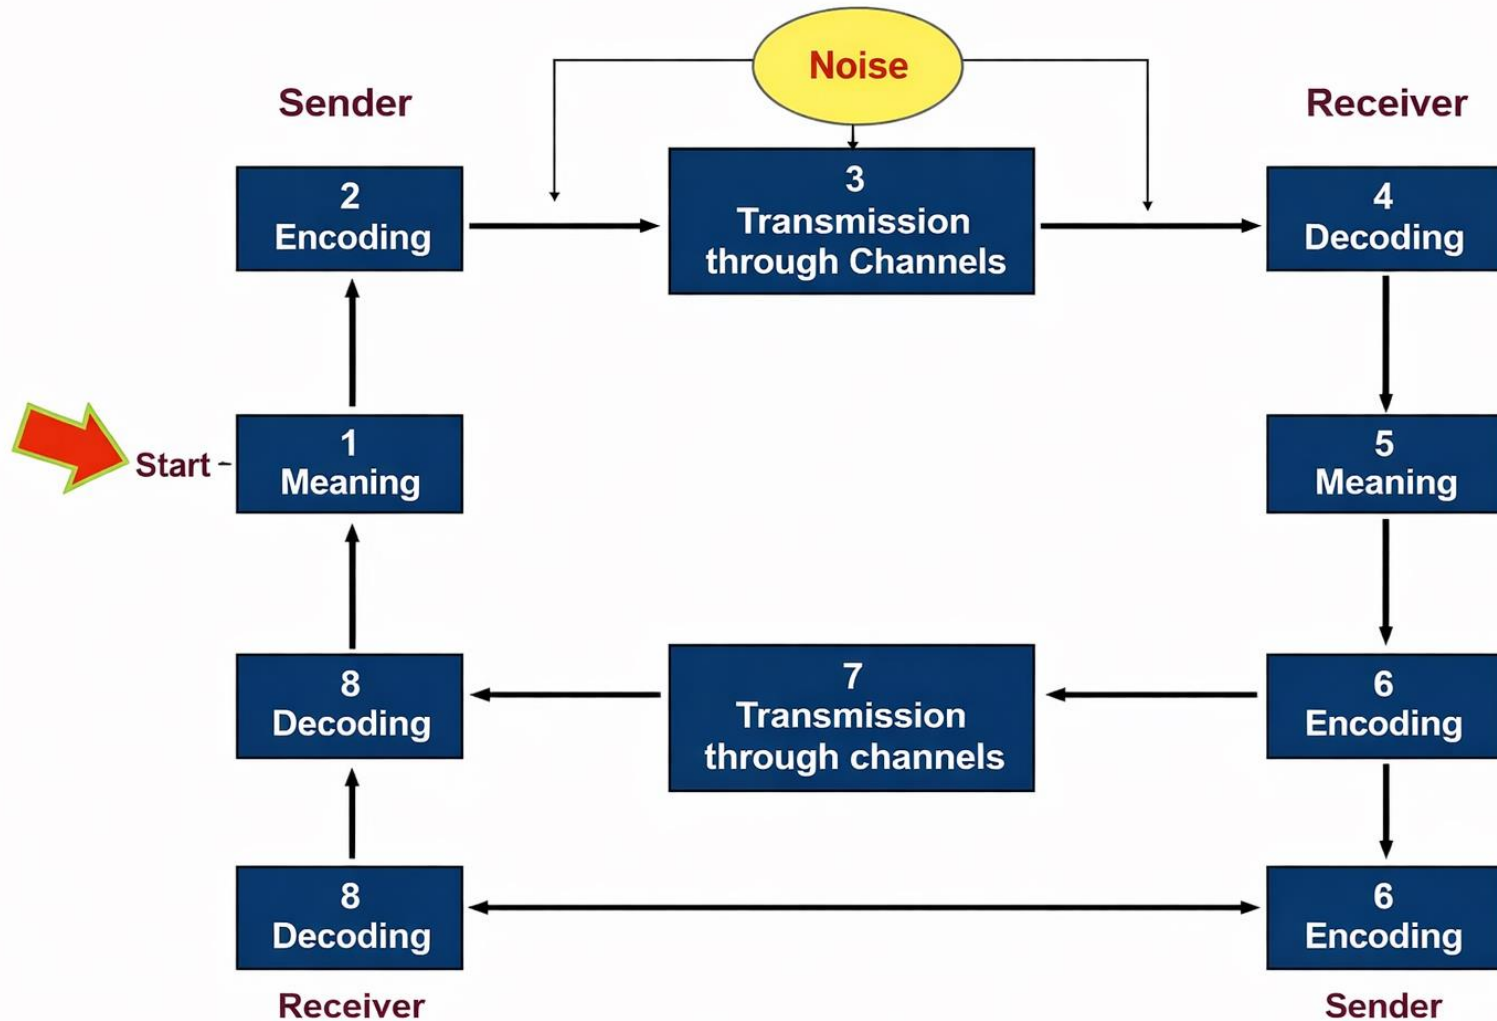 Noise
Sender
Receiver
2
Encoding
3
Transmission
through Channels
4
Decoding
Start
1
Meaning
5
Meaning
8
Decoding
7
Transmission
through channels
6
Encoding
8
Decoding
6
Encoding
Receiver
Sender